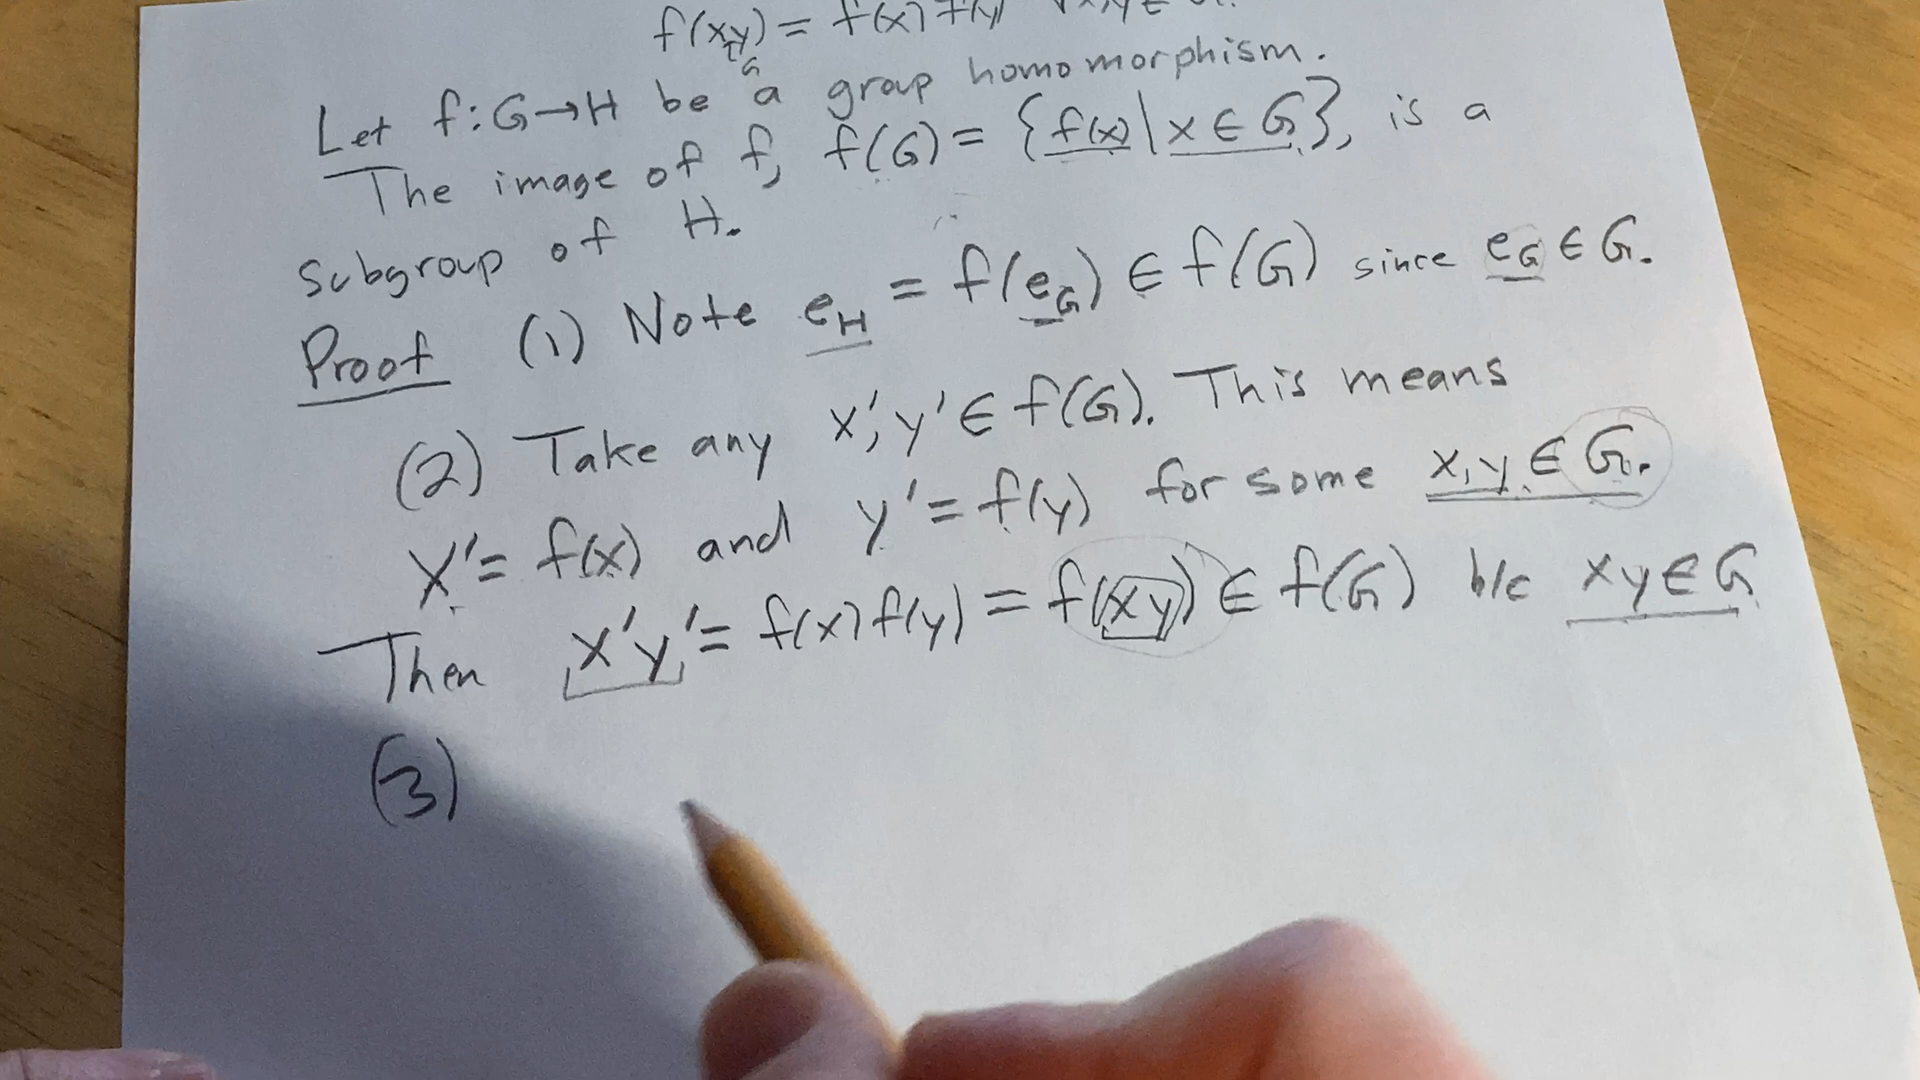 f(xy) = f(x) f(y) ∀ x,y ∈ G.
G
Let f: G→H be a group homomorphism.
The image of f, f(G) = {f(x) | x ∈ G}, is a
subgroup of H.
Proof (1) Note e_H = f(e_G) ∈ f(G) since e_G ∈ G.
(2) Take any x', y' ∈ f(G). This means
x' = f(x) and y' = f(y) for some x, y ∈ G.
Then x'y' = f(x) f(y) = f(xy) ∈ f(G) b/c xy ∈ G
(3)